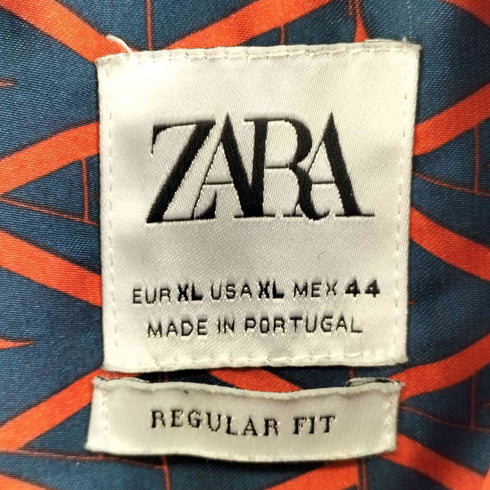 ZARA
EUR XL USA XL MEX 44
MADE IN PORTUGAL
REGULAR FIT